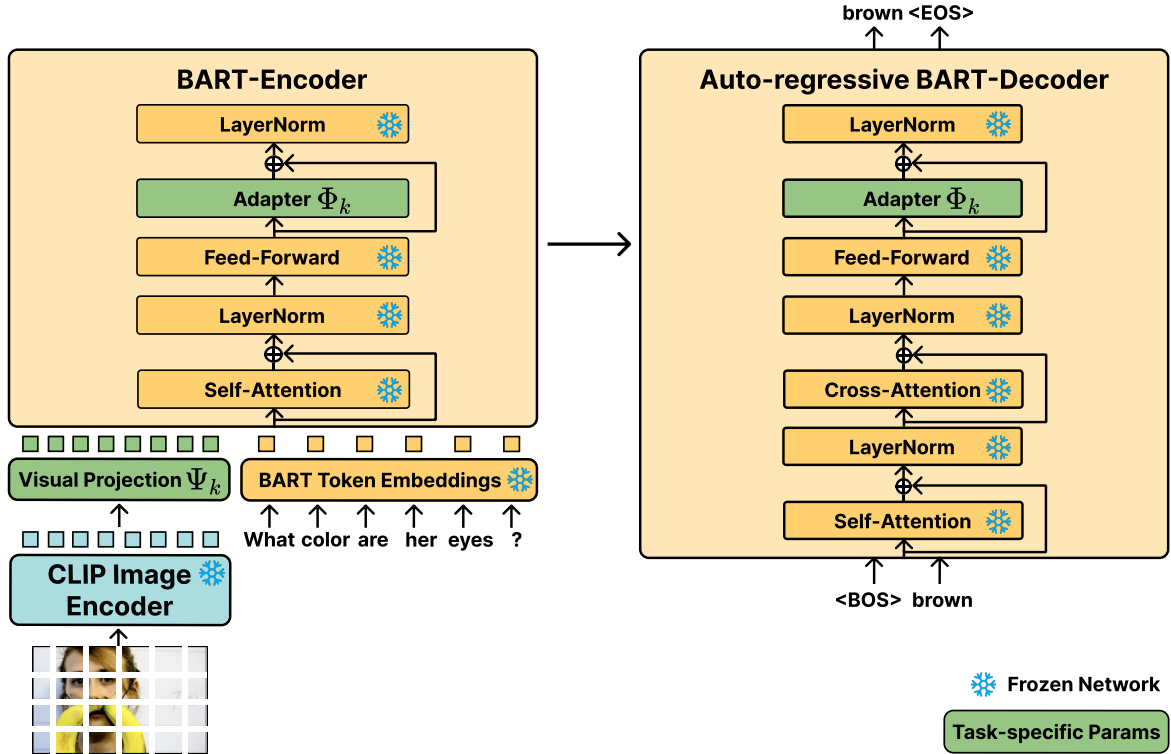 brown <EOS>
BART-Encoder
LayerNorm
Adapter Φk
Feed-Forward
LayerNorm
Self-Attention
Visual Projection Ψk
BART Token Embeddings
What color are her eyes ?
CLIP Image
Encoder
Auto-regressive BART-Decoder
LayerNorm
Adapter Φk
Feed-Forward
LayerNorm
Cross-Attention
LayerNorm
Self-Attention
<BOS> brown
Frozen Network
Task-specific Params